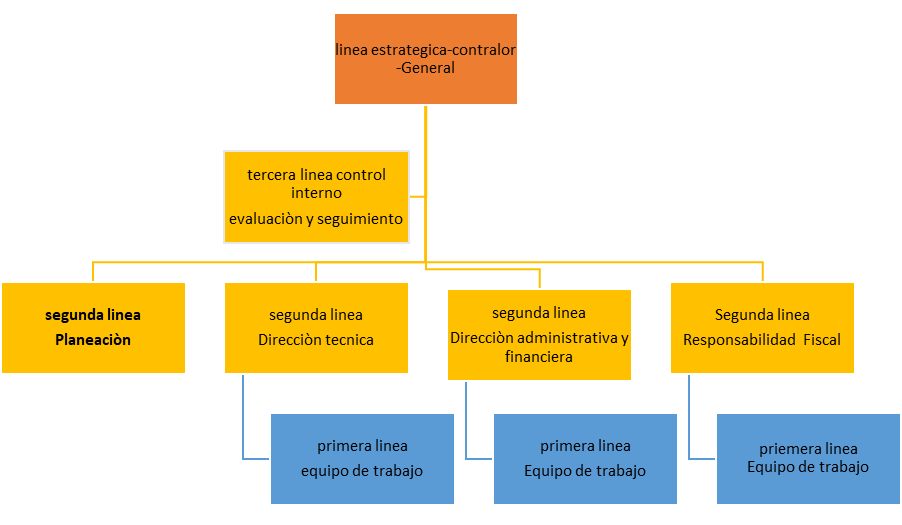 linea estrategica-contralor
-General
tercera linea control
interno
evaluaciòn y seguimiento
segunda linea
Planeaciòn
segunda linea
Direcciòn tecnica
segunda linea
Direcciòn administrativa y
financiera
Segunda linea
Responsabilidad Fiscal
primera linea
equipo de trabajo
primera linea
Equipo de trabajo
priemera linea
Equipo de trabajo